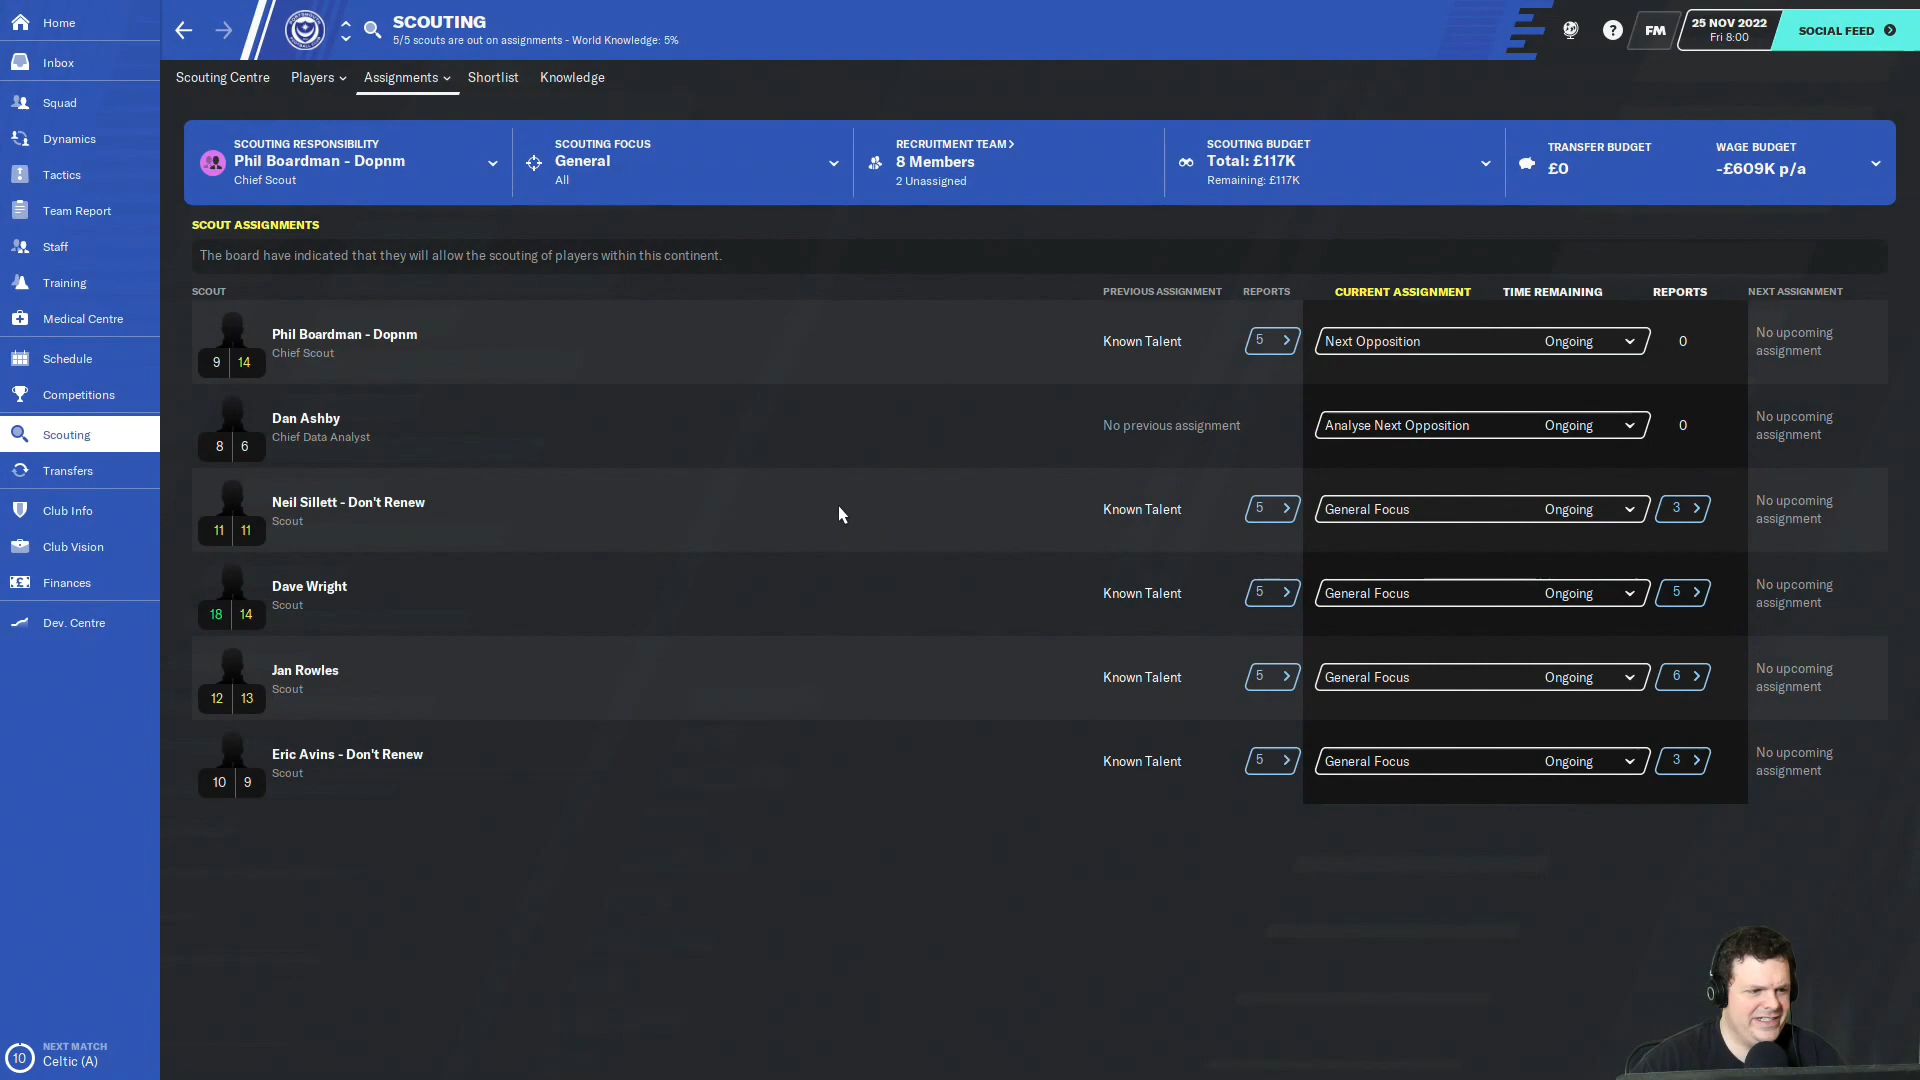 Home
Inbox
Squad
Dynamics
Tactics
Team Report
Staff
Training
Medical Centre
Schedule
Competitions
Scouting
Transfers
Club Info
Club Vision
Finances
Dev. Centre
10
NEXT MATCH
Celtic (A)
SCOUTING
5/5 scouts are out on assignments - World Knowledge: 5%
?
FM
25 NOV 2022
Fri 8:00
SOCIAL FEED
Scouting Centre Players Assignments Shortlist Knowledge
SCOUTING RESPONSIBILITY
Phil Boardman - Dopnm
Chief Scout
SCOUTING FOCUS
General
All
RECRUITMENT TEAM >
8 Members
2 Unassigned
SCOUTING BUDGET
Total: £117K
Remaining: £117K
TRANSFER BUDGET
£0
WAGE BUDGET
-£609K p/a
SCOUT ASSIGNMENTS
The board have indicated that they will allow the scouting of players within this continent.
SCOUT PREVIOUS ASSIGNMENT REPORTS CURRENT ASSIGNMENT TIME REMAINING REPORTS NEXT ASSIGNMENT
Phil Boardman - Dopnm
Chief Scout
9 14
Known Talent 5 Next Opposition Ongoing 0
No upcoming
assignment
Dan Ashby
Chief Data Analyst
8 6
No previous assignment Analyse Next Opposition Ongoing 0
No upcoming
assignment
Neil Sillett - Don't Renew
Scout
11 11
Known Talent 5 General Focus Ongoing 3
No upcoming
assignment
Dave Wright
Scout
18 14
Known Talent 5 General Focus Ongoing 5
No upcoming
assignment
Jan Rowles
Scout
12 13
Known Talent 5 General Focus Ongoing 6
No upcoming
assignment
Eric Avins - Don't Renew
Scout
10 9
Known Talent 5 General Focus Ongoing 3
No upcoming
assignment